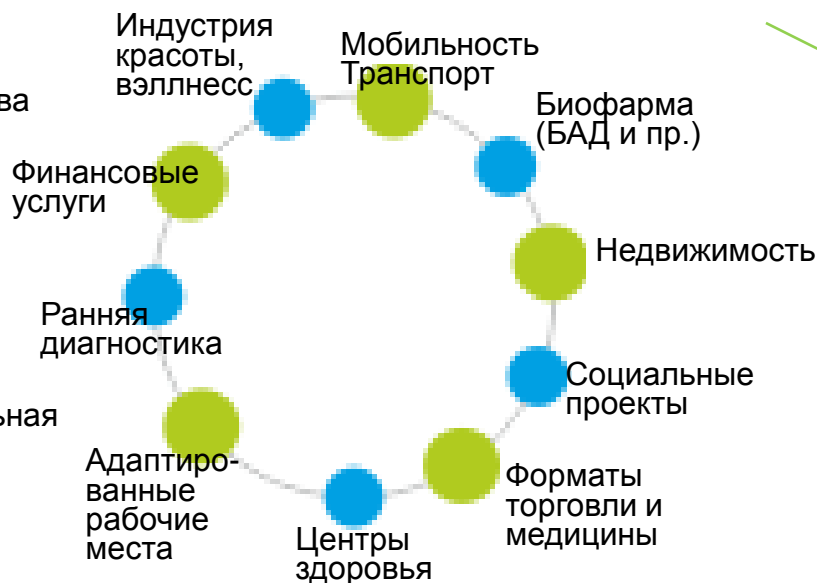 Индустрия
красоты,
вэллнесс
Мобильность
Транспорт
Биофарма
(БАД и пр.)
Финансовые
услуги
Недвижимость
Ранняя
диагностика
Социальные
проекты
Адаптиро-
ванные
рабочие
места
Форматы
торговли и
медицины
Центры
здоровья